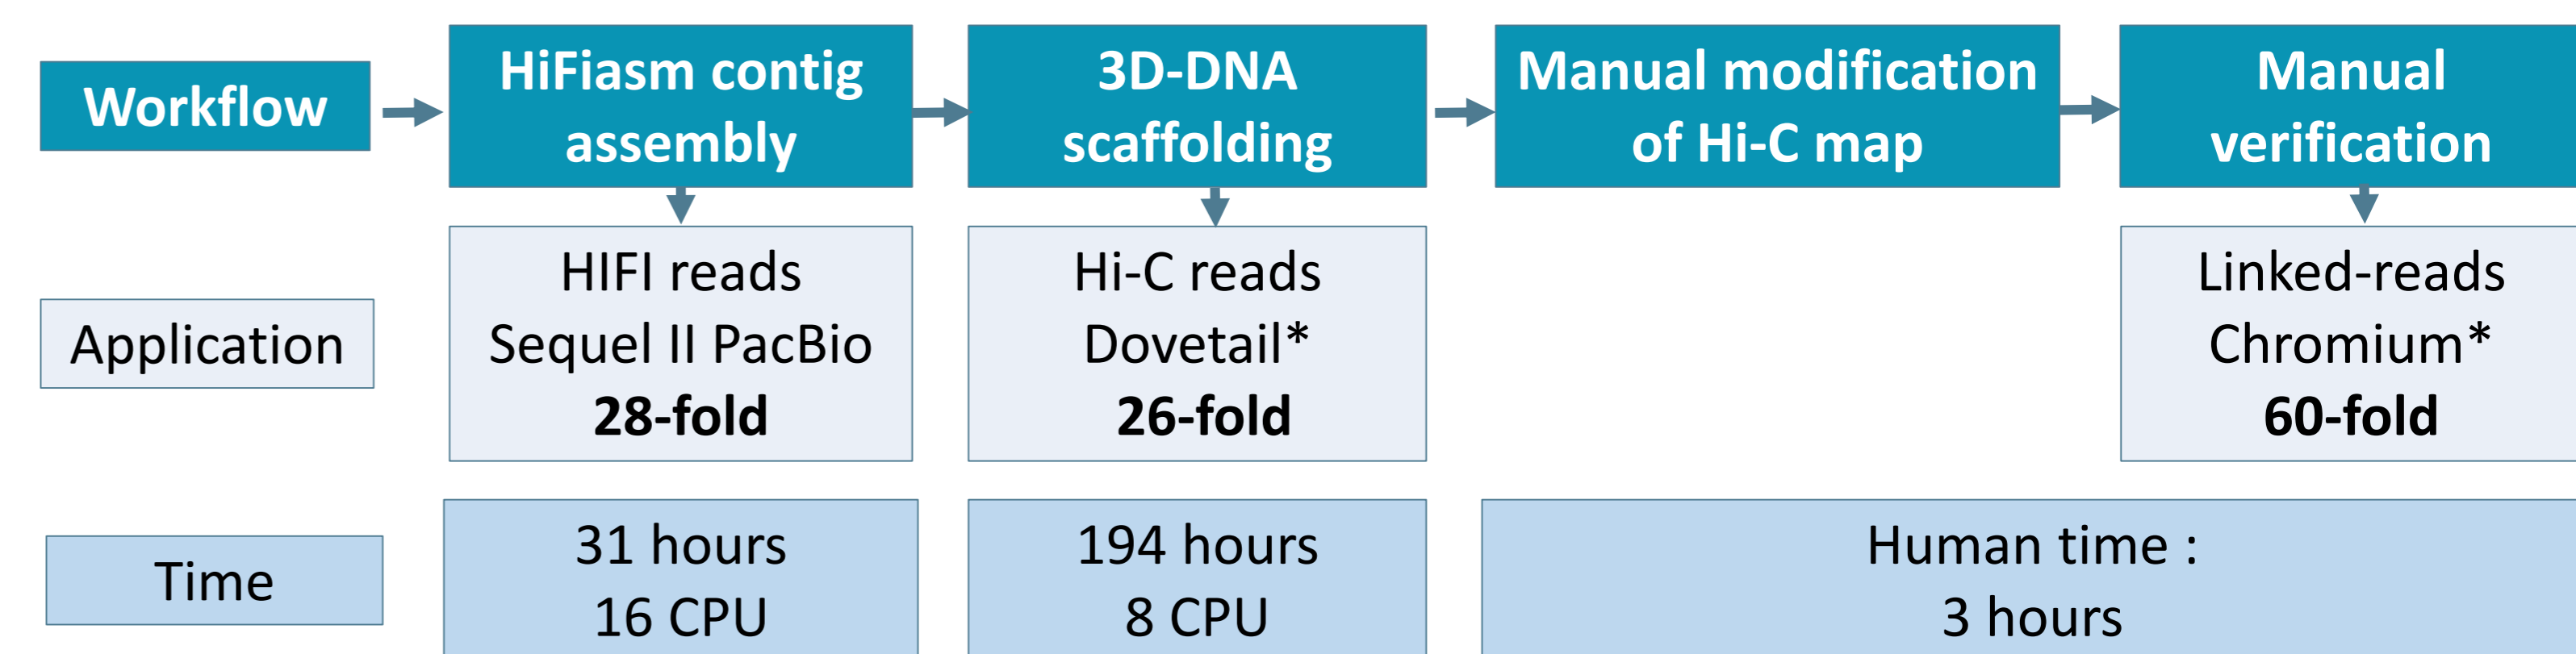 Workflow
HiFiasm contig
assembly
3D-DNA
scaffolding
Manual modification
of Hi-C map
Manual
verification
Application
HIFI reads
Sequel II PacBio
28-fold
Hi-C reads
Dovetail*
26-fold
Linked-reads
Chromium*
60-fold
Time
31 hours
16 CPU
194 hours
8 CPU
Human time :
3 hours